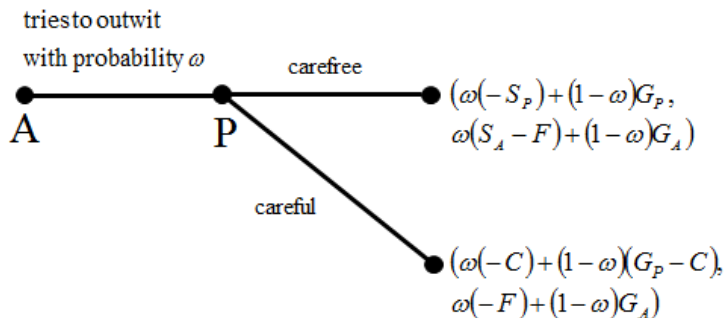 tries to outwit
with probability ω
carefree
(ω(−S_P)+(1−ω)G_P,
ω(S_A−F)+(1−ω)G_A)
A
P
careful
(ω(−C)+(1−ω)(G_P−C),
ω(−F)+(1−ω)G_A)